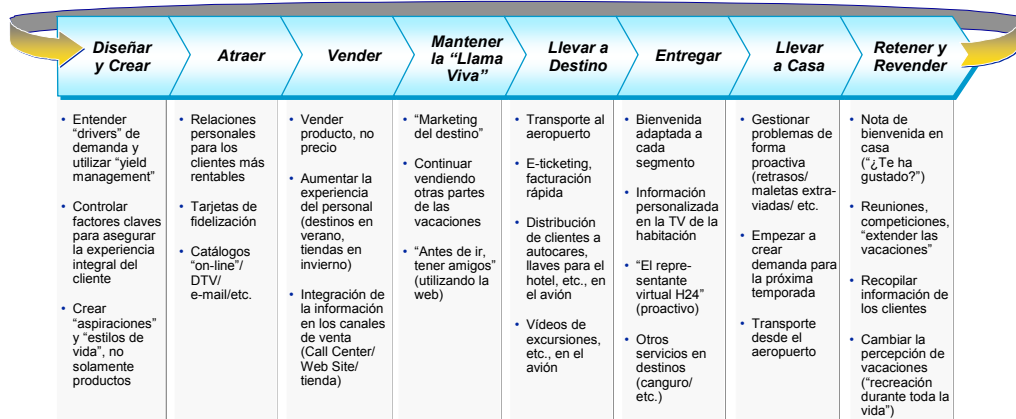 Diseñar
y Crear
Atraer
Vender
Mantener
la “Llama
Viva”
Llevar a
Destino
Entregar
Llevar
a Casa
Retener y
Revender
• Entender
“drivers” de
demanda y
utilizar “yield
management”
• Controlar
factores claves
para asegurar
la experiencia
integral del
cliente
• Crear
“aspiraciones”
y “estilos de
vida”, no
solamente
productos
• Relaciones
personales
para los
clientes más
rentables
• Tarjetas de
fidelización
• Catálogos
“on-line”/
DTV/
e-mail/etc.
• Vender
producto, no
precio
• Aumentar la
experiencia
del personal
(destinos en
verano,
tiendas en
invierno)
• Integración de
la información
en los canales
de venta
(Call Center/
Web Site/
tienda)
• “Marketing
del destino”
• Continuar
vendiendo
otras partes
de las
vacaciones
• “Antes de ir,
tener amigos”
(utilizando la
web)
• Transporte al
aeropuerto
• E-ticketing,
facturación
rápida
• Distribución
de clientes a
autocares,
llaves para el
hotel, etc., en
el avión
• Vídeos de
excursiones,
etc., en el
avión
• Bienvenida
adaptada a
cada
segmento
• Información
personalizada
en la TV de la
habitación
• “El repre-
sentante
virtual H24”
(proactivo)
• Otros
servicios en
destinos
(canguro/
etc.)
• Gestionar
problemas de
forma
proactiva
(retrasos/
maletas extra-
viadas/ etc.
• Empezar a
crear
demanda para
la próxima
temporada
• Transporte
desde el
aeropuerto
• Nota de
bienvenida en
casa
(“¿Te ha
gustado?”)
• Reuniones,
competiciones,
“extender las
vacaciones”
• Recopilar
información de
los clientes
• Cambiar la
percepción de
vacaciones
(“recreación
durante toda la
vida”)